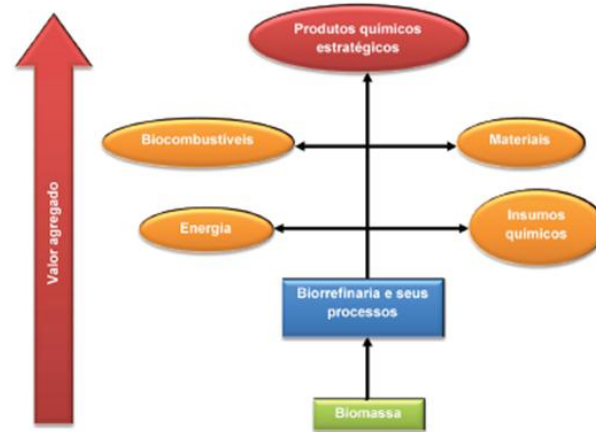 Produtos químicos
estratégicos
Biocombustíveis
Materiais
Valor agregado
Energia
Insumos
químicos
Biorrefinaria e seus
processos
Biomassa